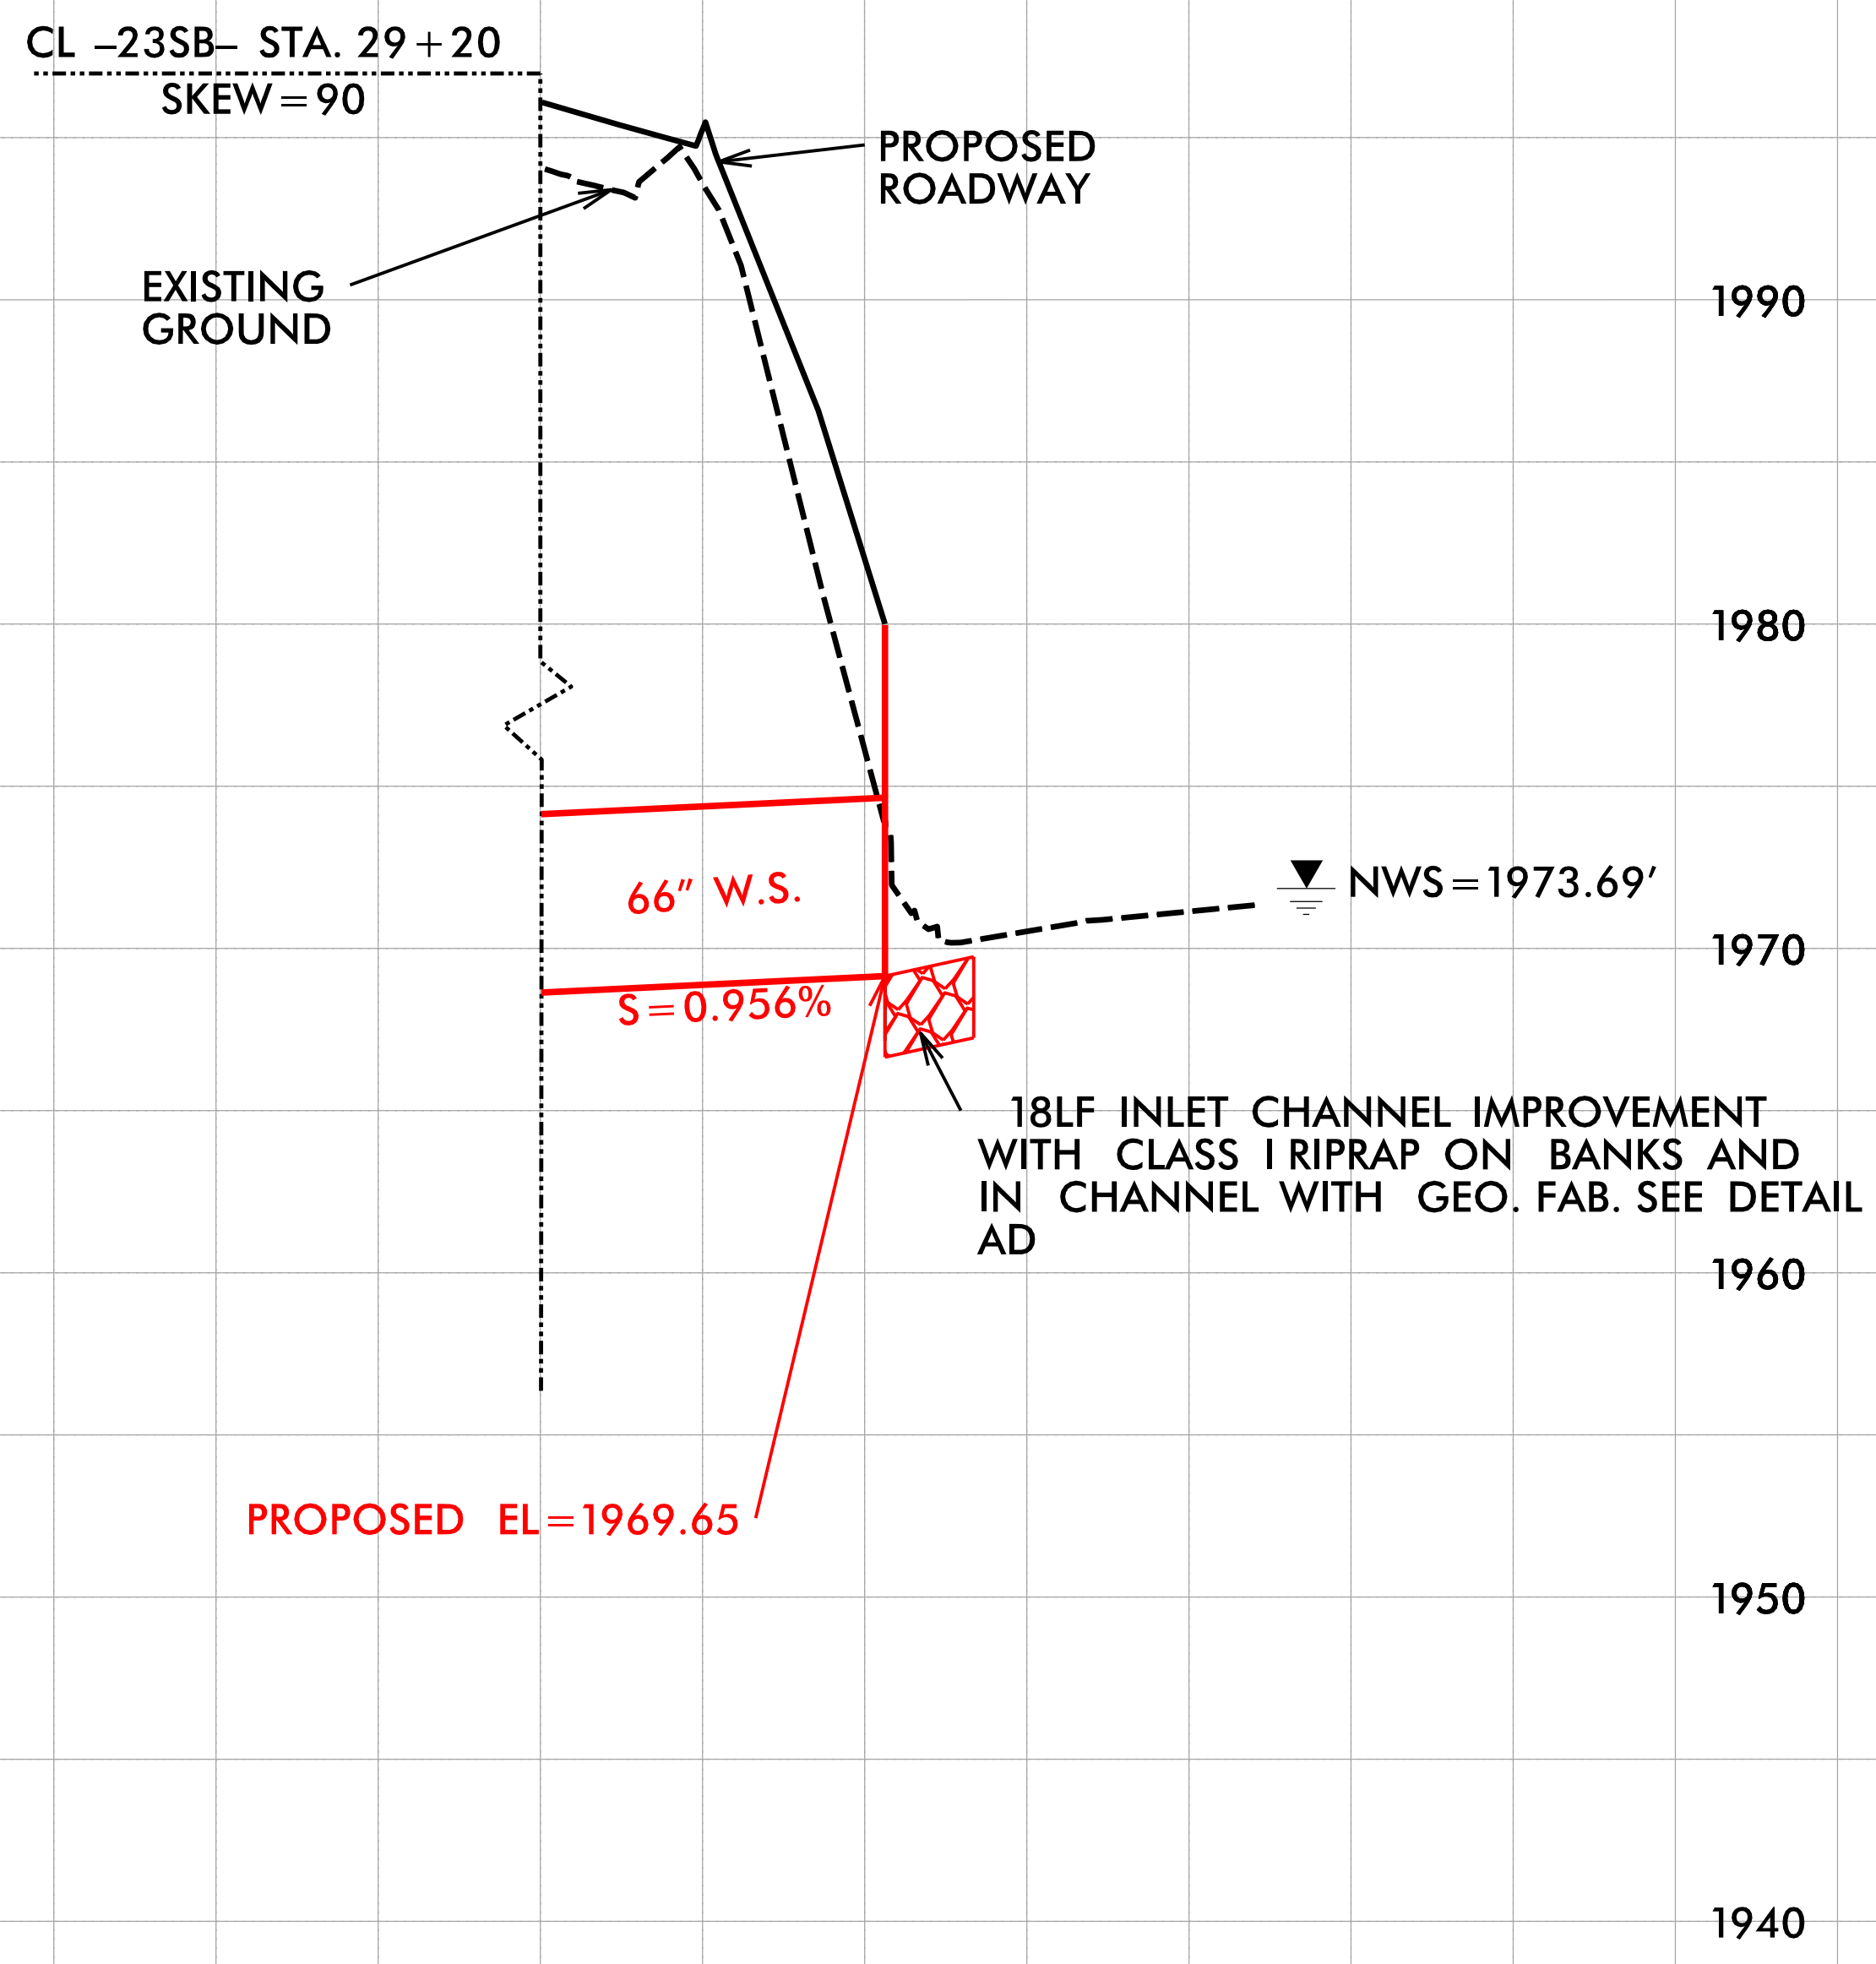 CL –23SB– STA. 29+20
SKEW=90
PROPOSED
ROADWAY
EXISTING
GROUND
1990
1980
66" W.S.
NWS=1973.69'
1970
S=0.956%
18LF INLET CHANNEL IMPROVEMENT
WITH CLASS I RIPRAP ON BANKS AND
IN CHANNEL WITH GEO. FAB. SEE DETAIL
AD
1960
PROPOSED EL=1969.65
1950
1940